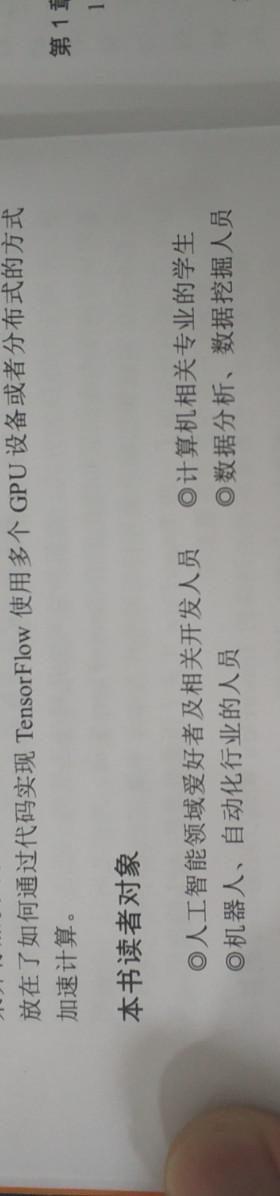 放在了如何通过代码实现 TensorFlow 使用多个 GPU 设备或者分布式的方式
加速计算。
本书读者对象
◎人工智能领域爱好者及相关开发人员 ◎计算机相关专业的学生
◎机器人、自动化行业的人员 ◎数据分析、数据挖掘人员
第 1 章
1